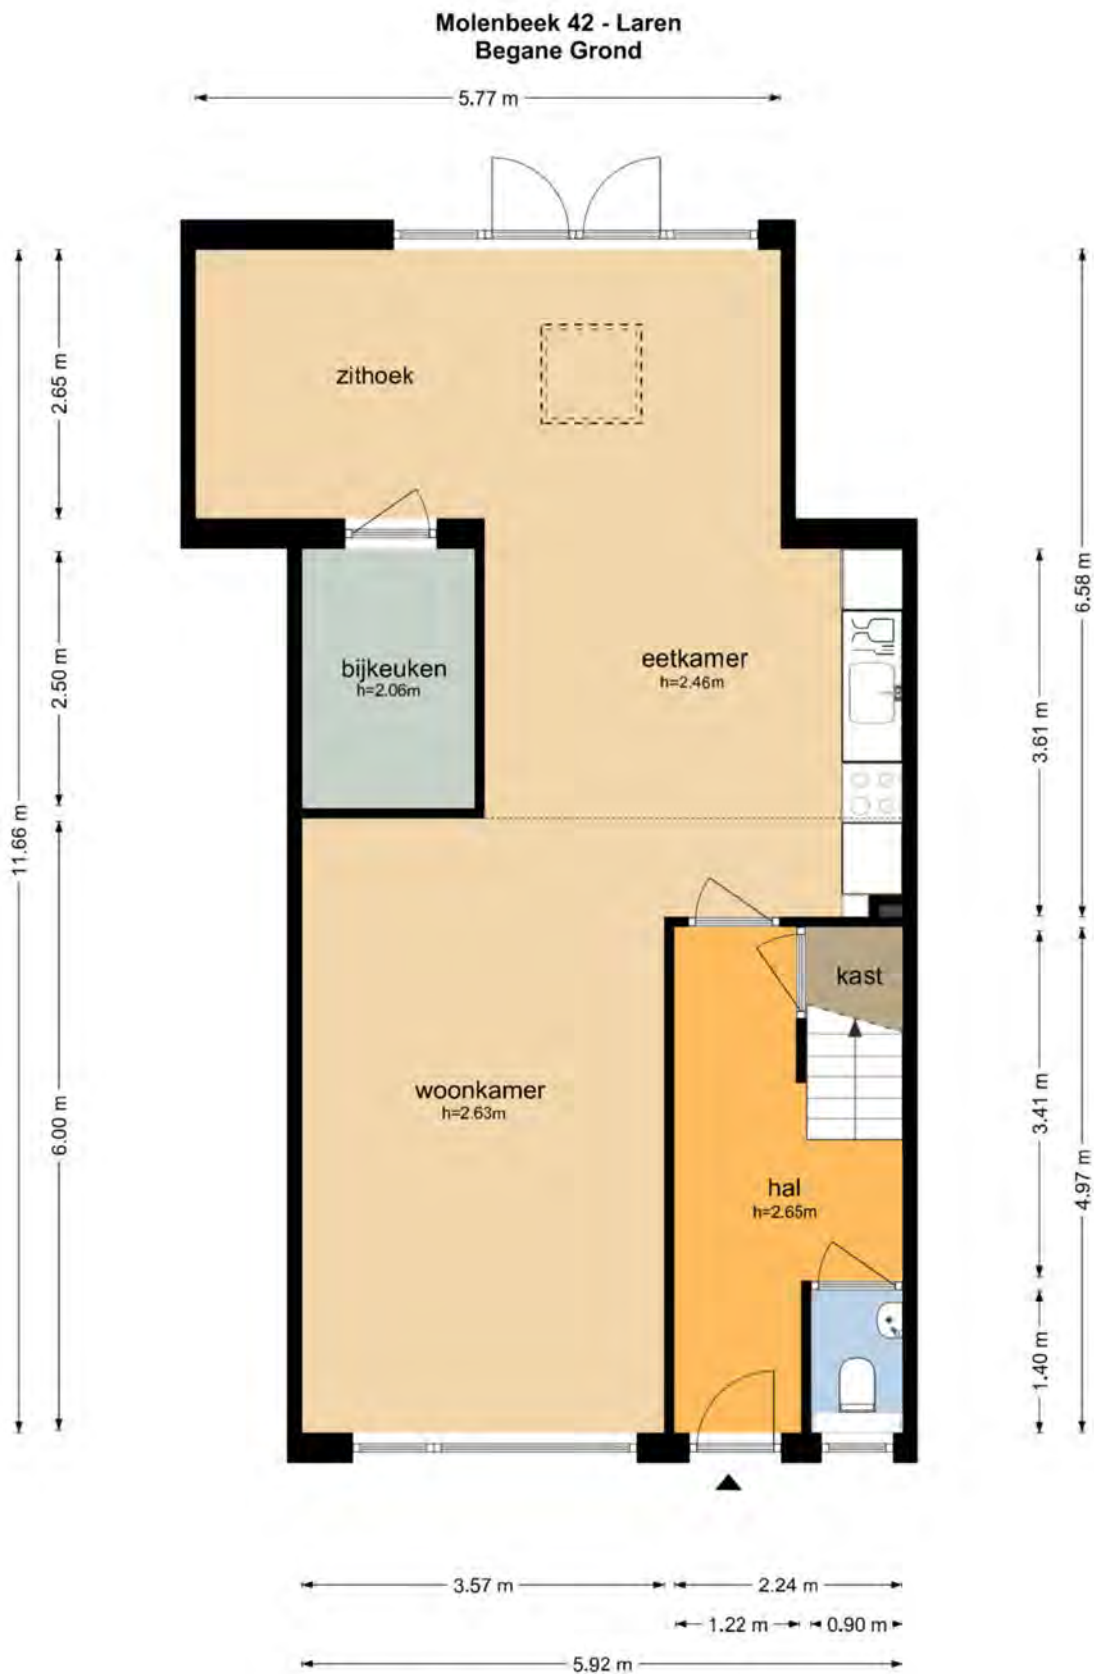 Molenbeek 42 - Laren
Begane Grond
5.77 m
zithoek
2.65 m
6.58 m
bijkeuken
h=2.06m
eetkamer
h=2.46m
2.50 m
3.61 m
11.66 m
kast
woonkamer
h=2.63m
6.00 m
3.41 m
4.97 m
hal
h=2.65m
1.40 m
3.57 m
2.24 m
1.22 m
0.90 m
5.92 m